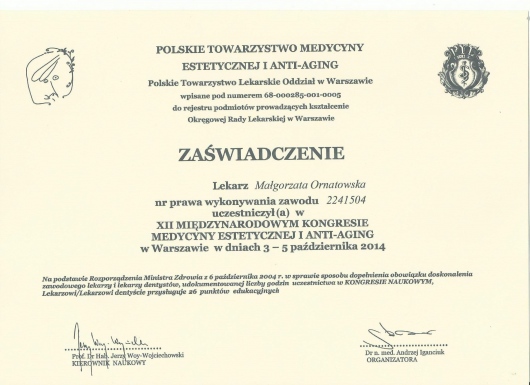 POLSKIE TOWARZYSTWO MEDYCYNY
ESTETYCZNEJ I ANTI-AGING
Polskie Towarzystwo Lekarskie Oddział w Warszawie
wpisane pod numerem 68-000285-001-0005
do rejestru podmiotów prowadzących kształcenie
Okręgowej Rady Lekarskiej w Warszawie
PTL
ZAŚWIADCZENIE
Lekarz Małgorzata Ornatowska
nr prawa wykonywania zawodu 2241504
uczestniczył(a) w
XII MIĘDZYNARODOWYM KONGRESIE
MEDYCYNY ESTETYCZNEJ I ANTI-AGING
w Warszawie w dniach 3 – 5 października 2014
Na podstawie Rozporządzenia Ministra Zdrowia z 6 października 2004 r. w sprawie sposobu dopełnienia obowiązku doskonalenia
zawodowego lekarzy i lekarzy dentystów, udokumentowanej liczby godzin uczestnictwa w KONGRESIE NAUKOWYM,
Lekarzowi/Lekarzowi dentyście przysługuje 26 punktów edukacyjnych
Prof. Dr Hab. Jerzy Woy-Wojciechowski
KIEROWNIK NAUKOWY
Dr n. med. Andrzej Ignaciuk
ORGANIZATORA